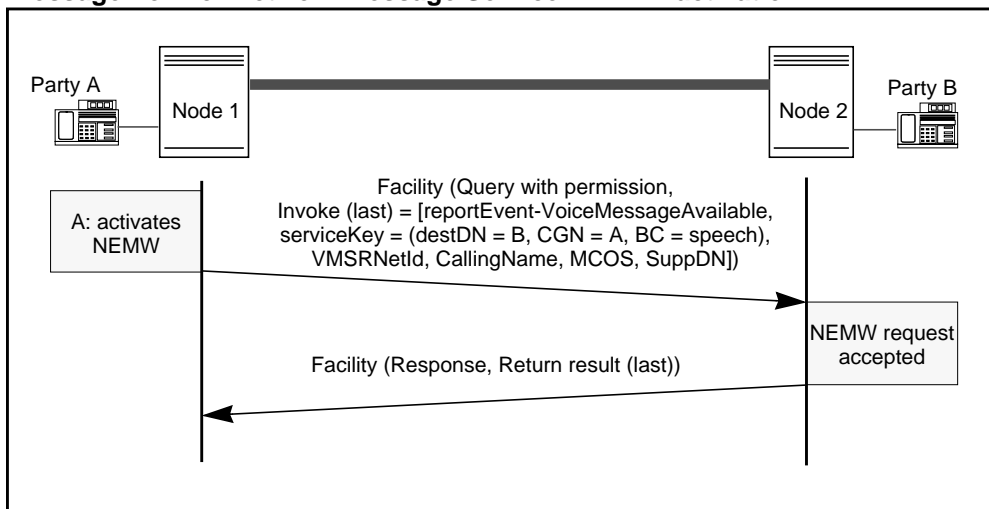 Party A
Node 1
Node 2
Party B
A: activates
NEMW
Facility (Query with permission,
Invoke (last) = [reportEvent-VoiceMessageAvailable,
serviceKey = (destDN = B, CGN = A, BC = speech),
VMSRNetId, CallingName, MCOS, SuppDN])
NEMW request
accepted
Facility (Response, Return result (last))